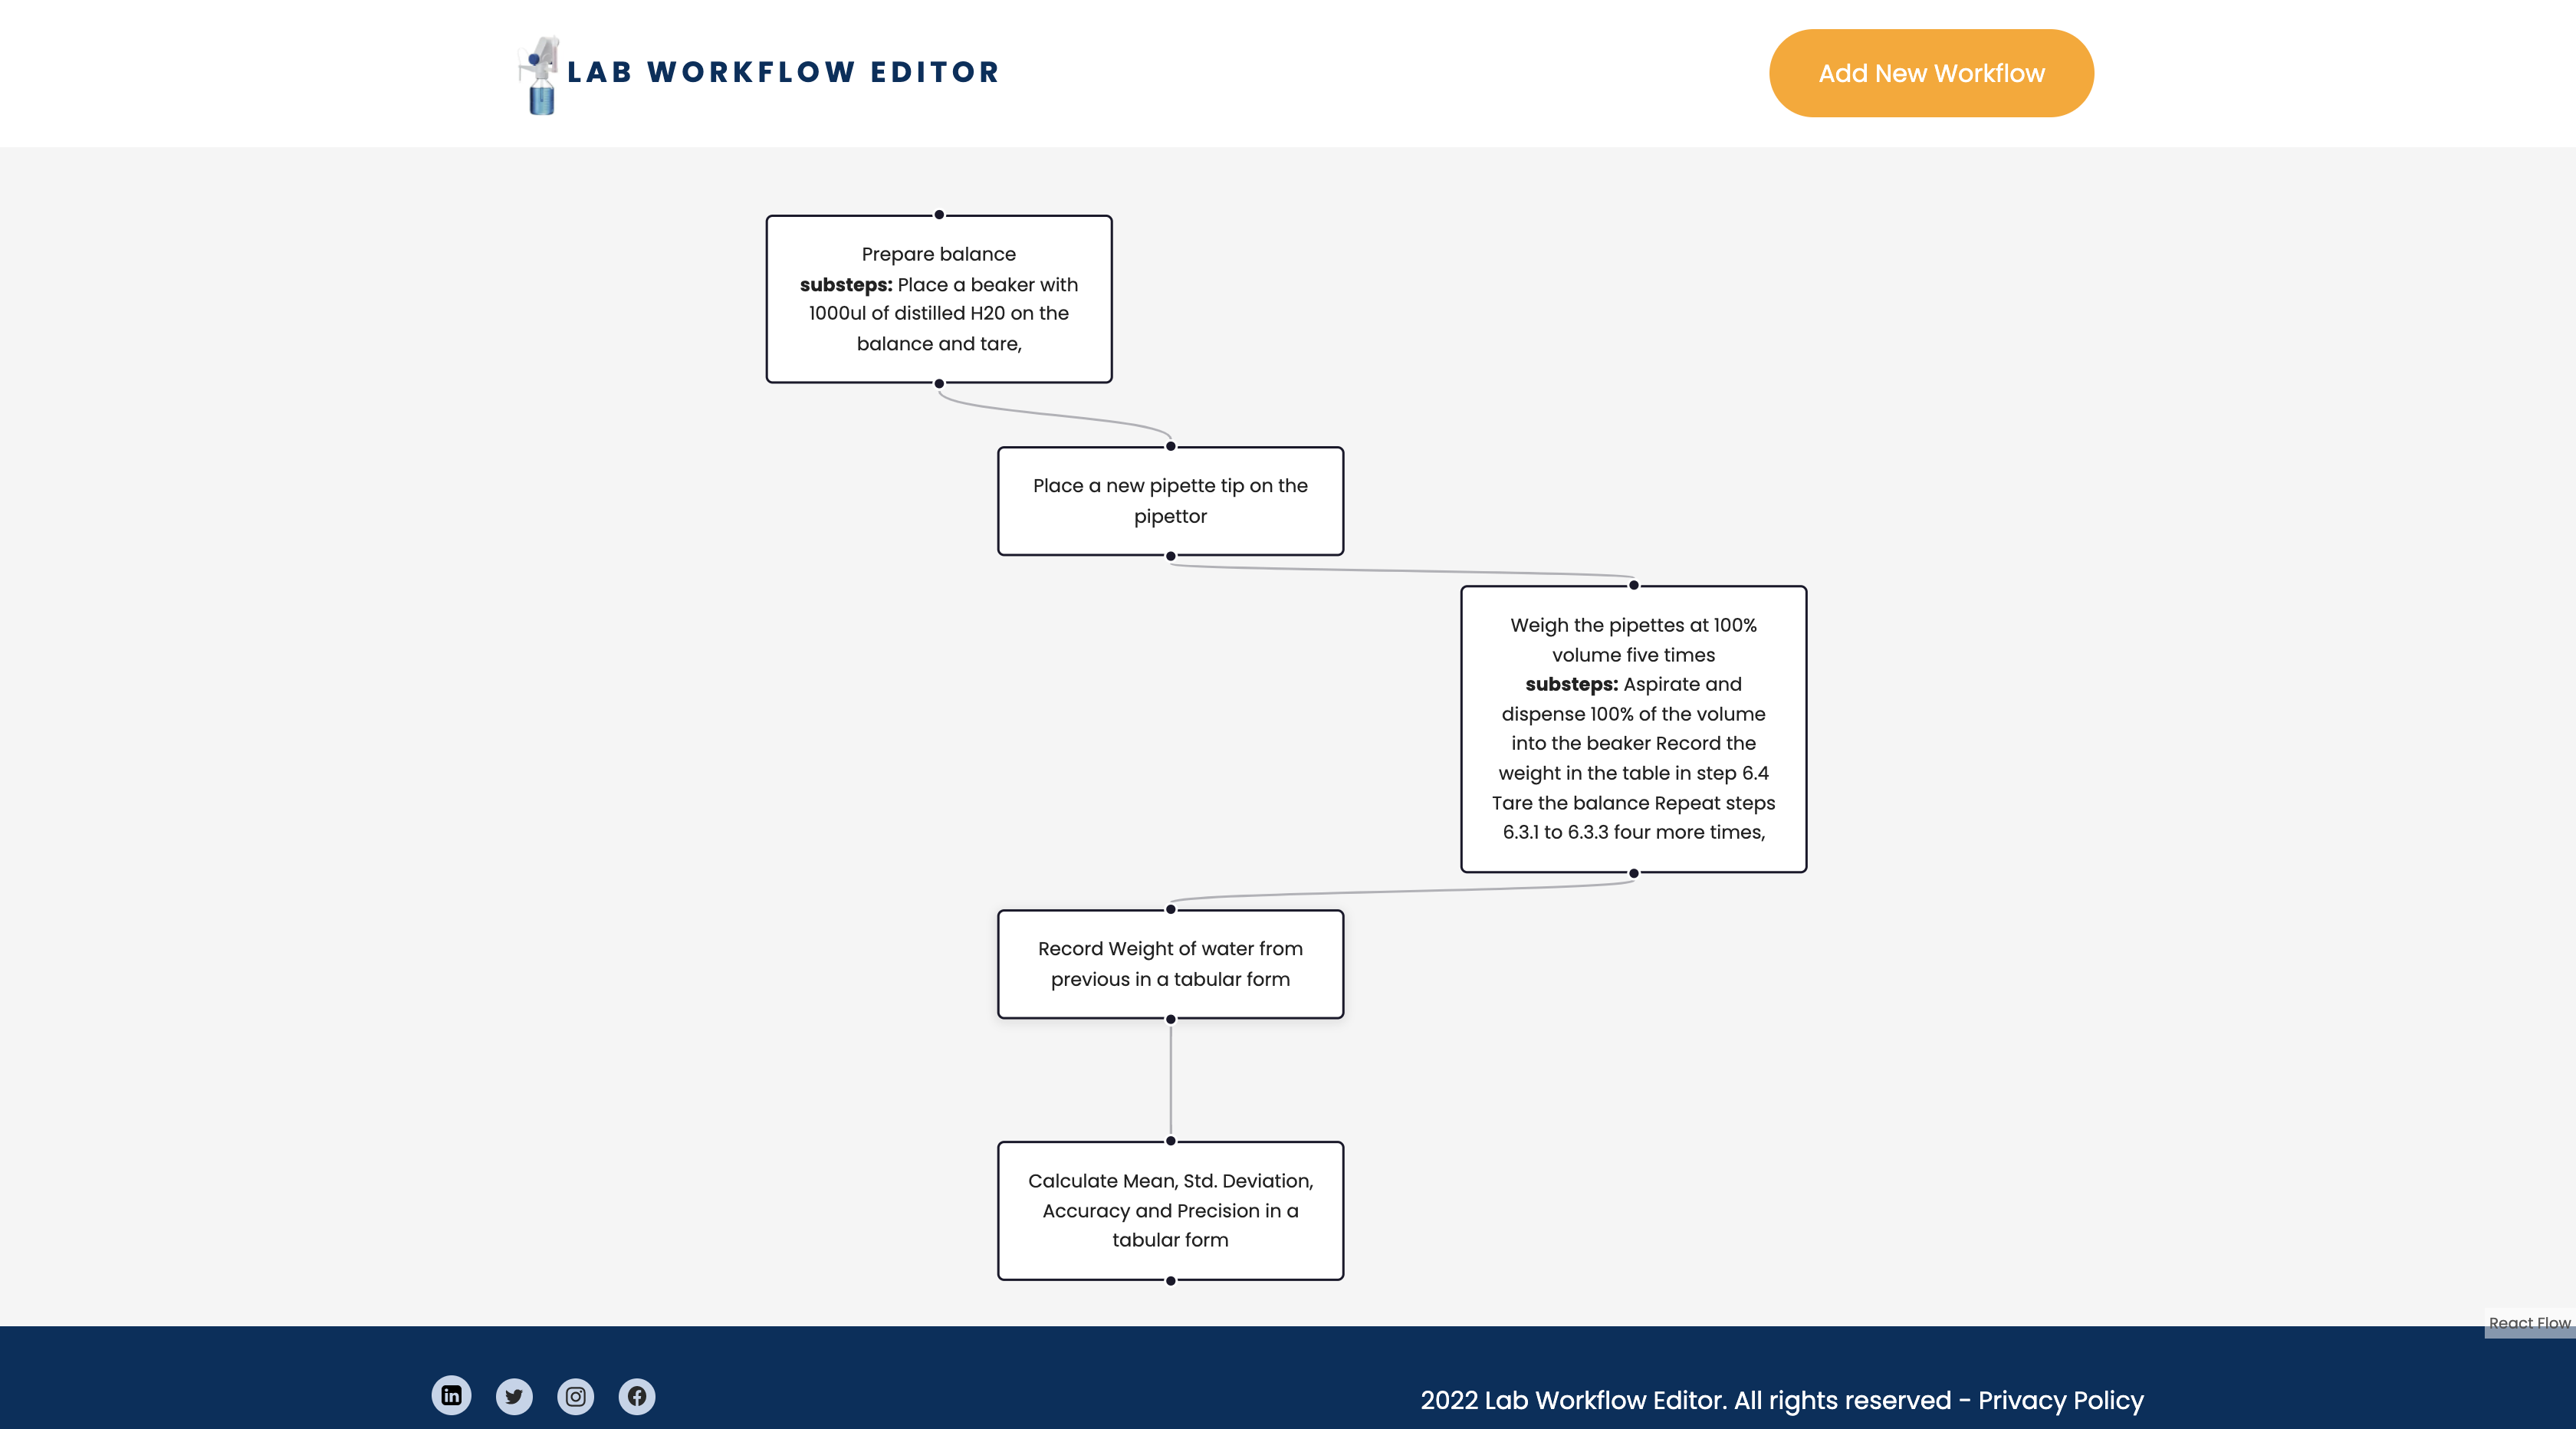 LAB WORKFLOW EDITOR
Add New Workflow
Prepare balance
substeps: Place a beaker with
1000ul of distilled H20 on the
balance and tare,
Place a new pipette tip on the
pipettor
Weigh the pipettes at 100%
volume five times
substeps: Aspirate and
dispense 100% of the volume
into the beaker Record the
weight in the table in step 6.4
Tare the balance Repeat steps
6.3.1 to 6.3.3 four more times,
Record Weight of water from
previous in a tabular form
Calculate Mean, Std. Deviation,
Accuracy and Precision in a
tabular form
React Flow
in
2022 Lab Workflow Editor. All rights reserved - Privacy Policy